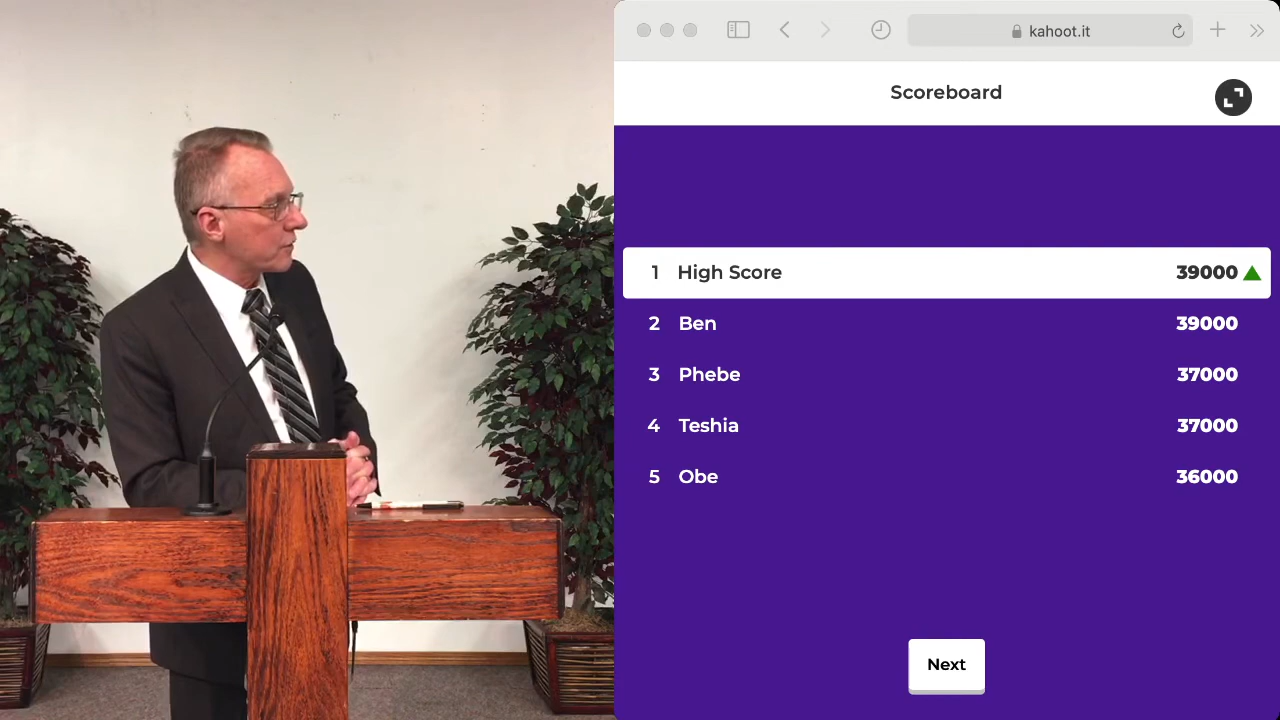 kahoot.it
Scoreboard
1 High Score 39000
2 Ben 39000
3 Phebe 37000
4 Teshia 37000
5 Obe 36000
Next